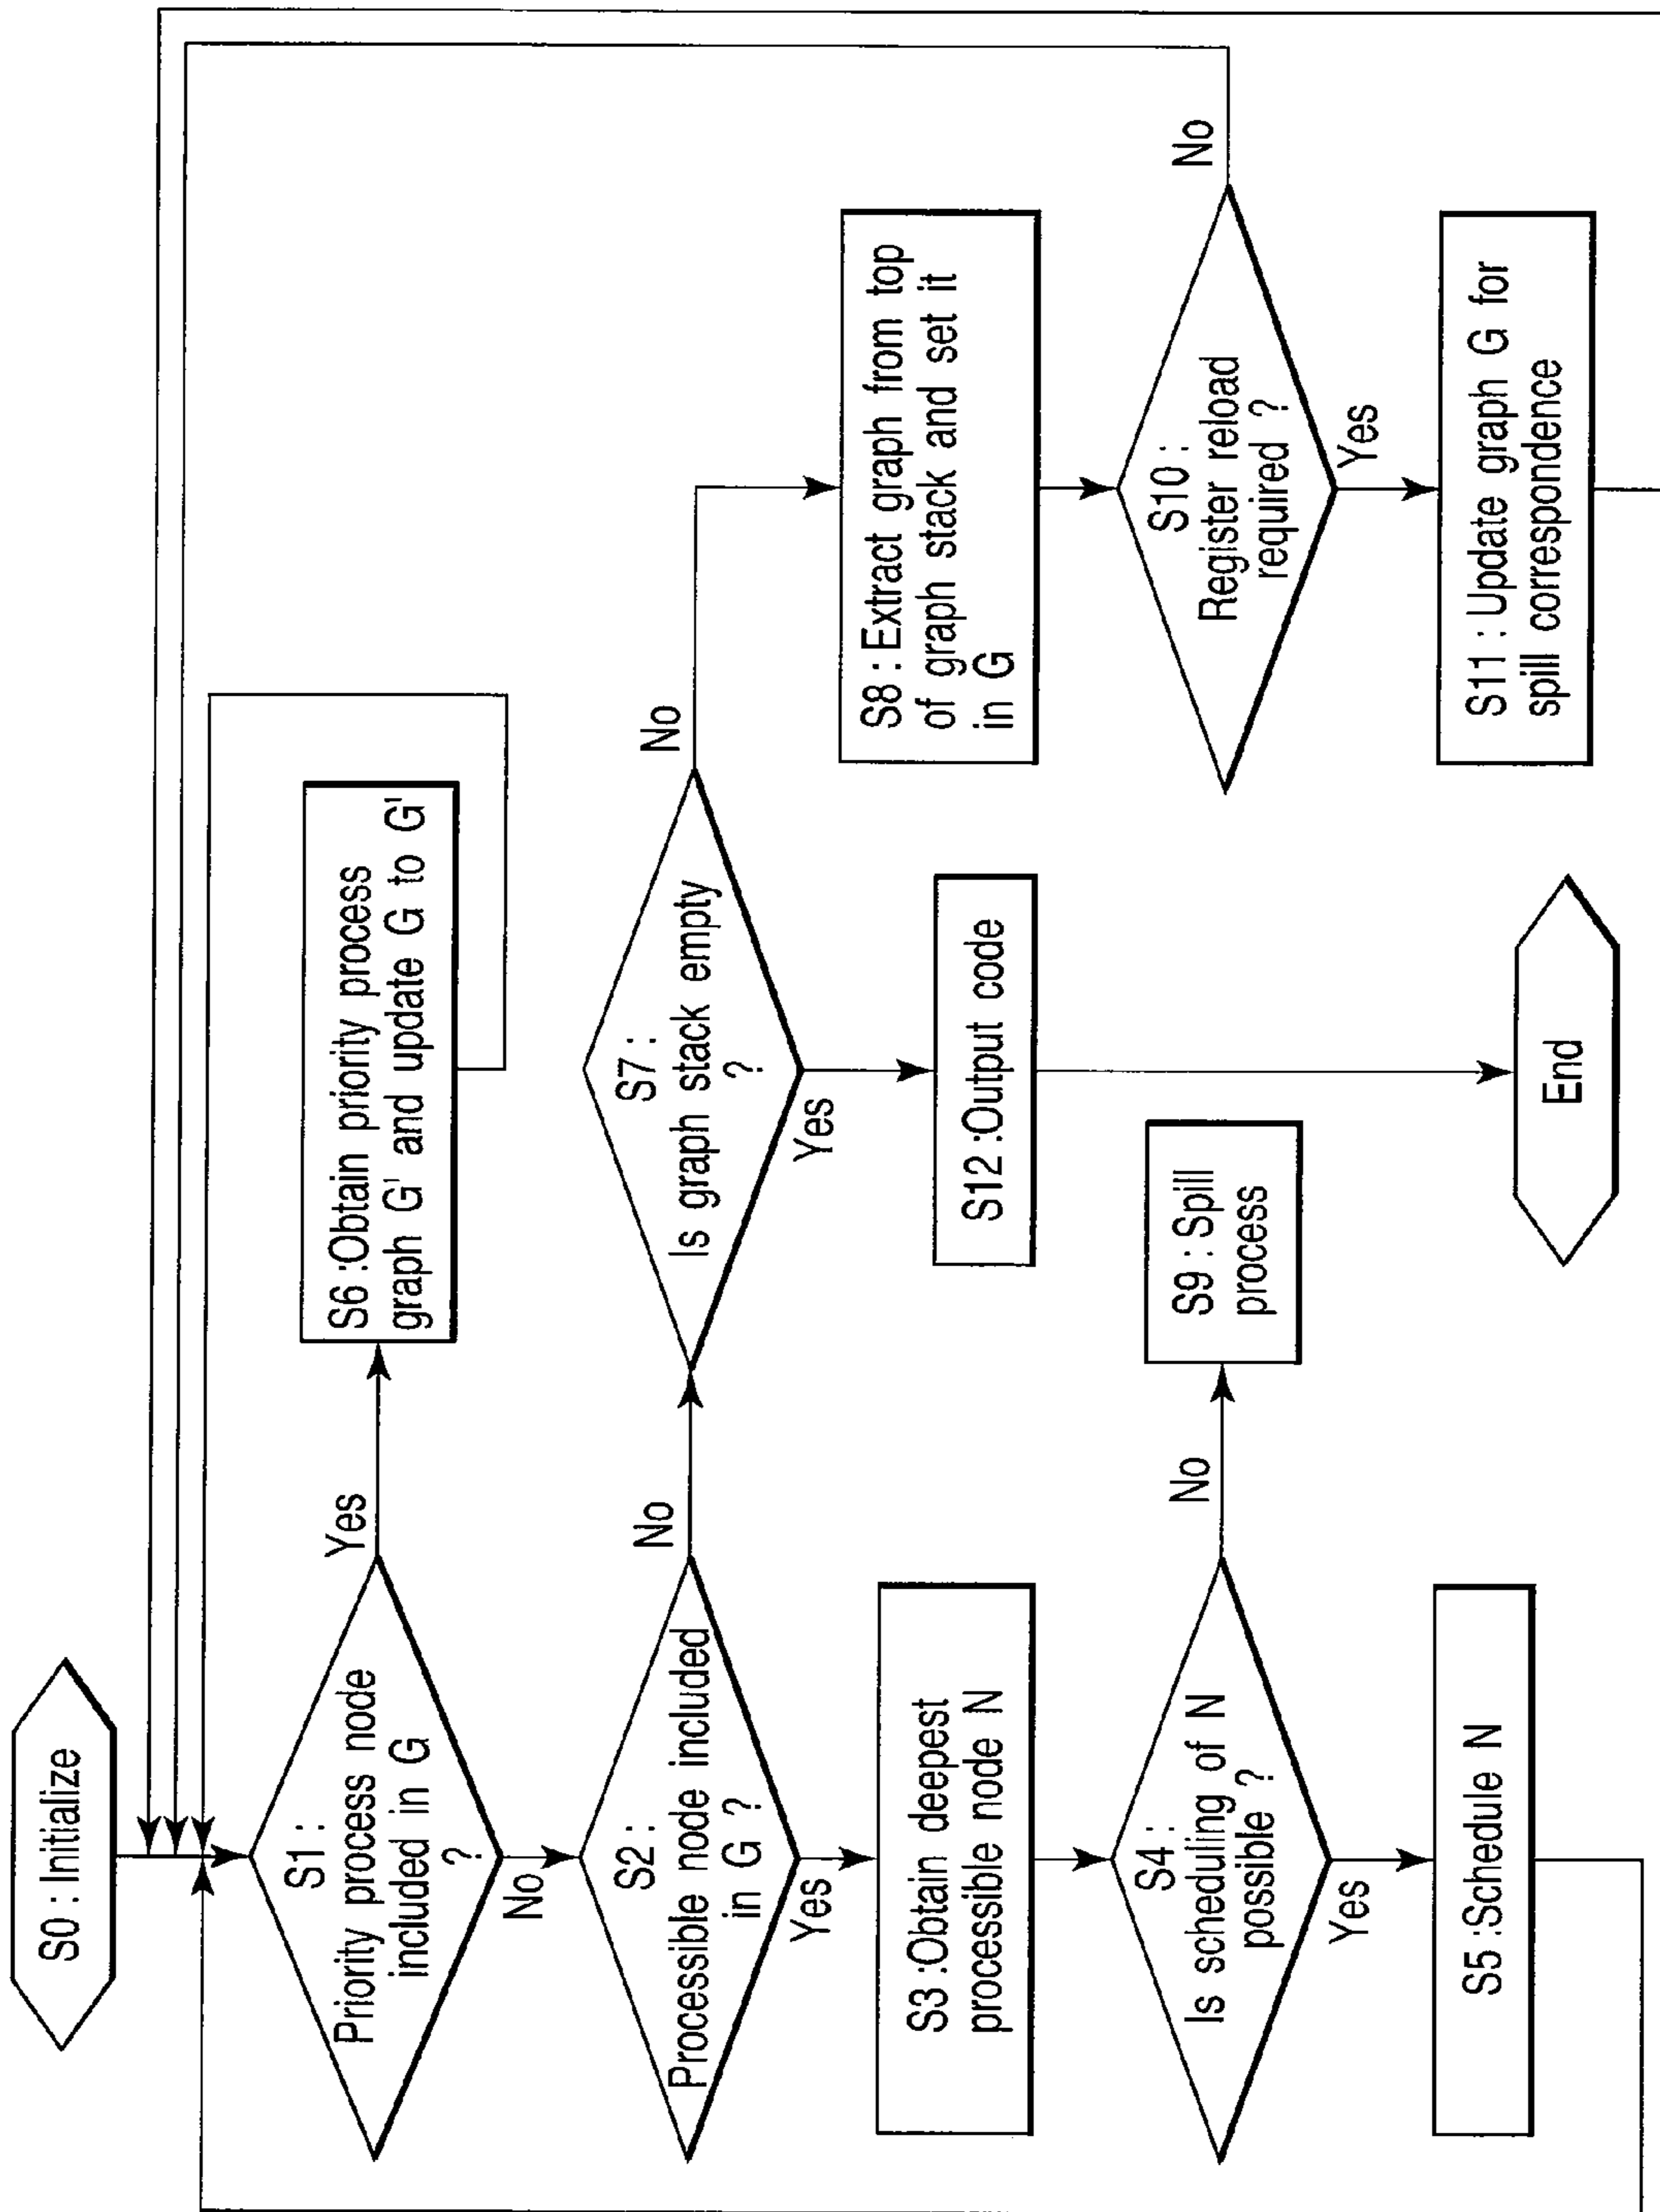 S0 : Initialize
S1 :
Priority process node
included in G
?
Yes
No
S6 :Obtain priority process
graph G' and update G to G'
S2 :
Processible node included
in G ?
No
Yes
S7 :
Is graph stack empty
?
No
Yes
S3 :Obtain deepest
processible node N
S12 :Output code
S8 : Extract graph from top
of graph stack and set it
in G
S4 :
Is scheduling of N
possible ?
No
Yes
S9 : Spill
process
S10 :
Register reload
required ?
No
Yes
S5 :Schedule N
End
S11 : Update graph G for
spill correspondence